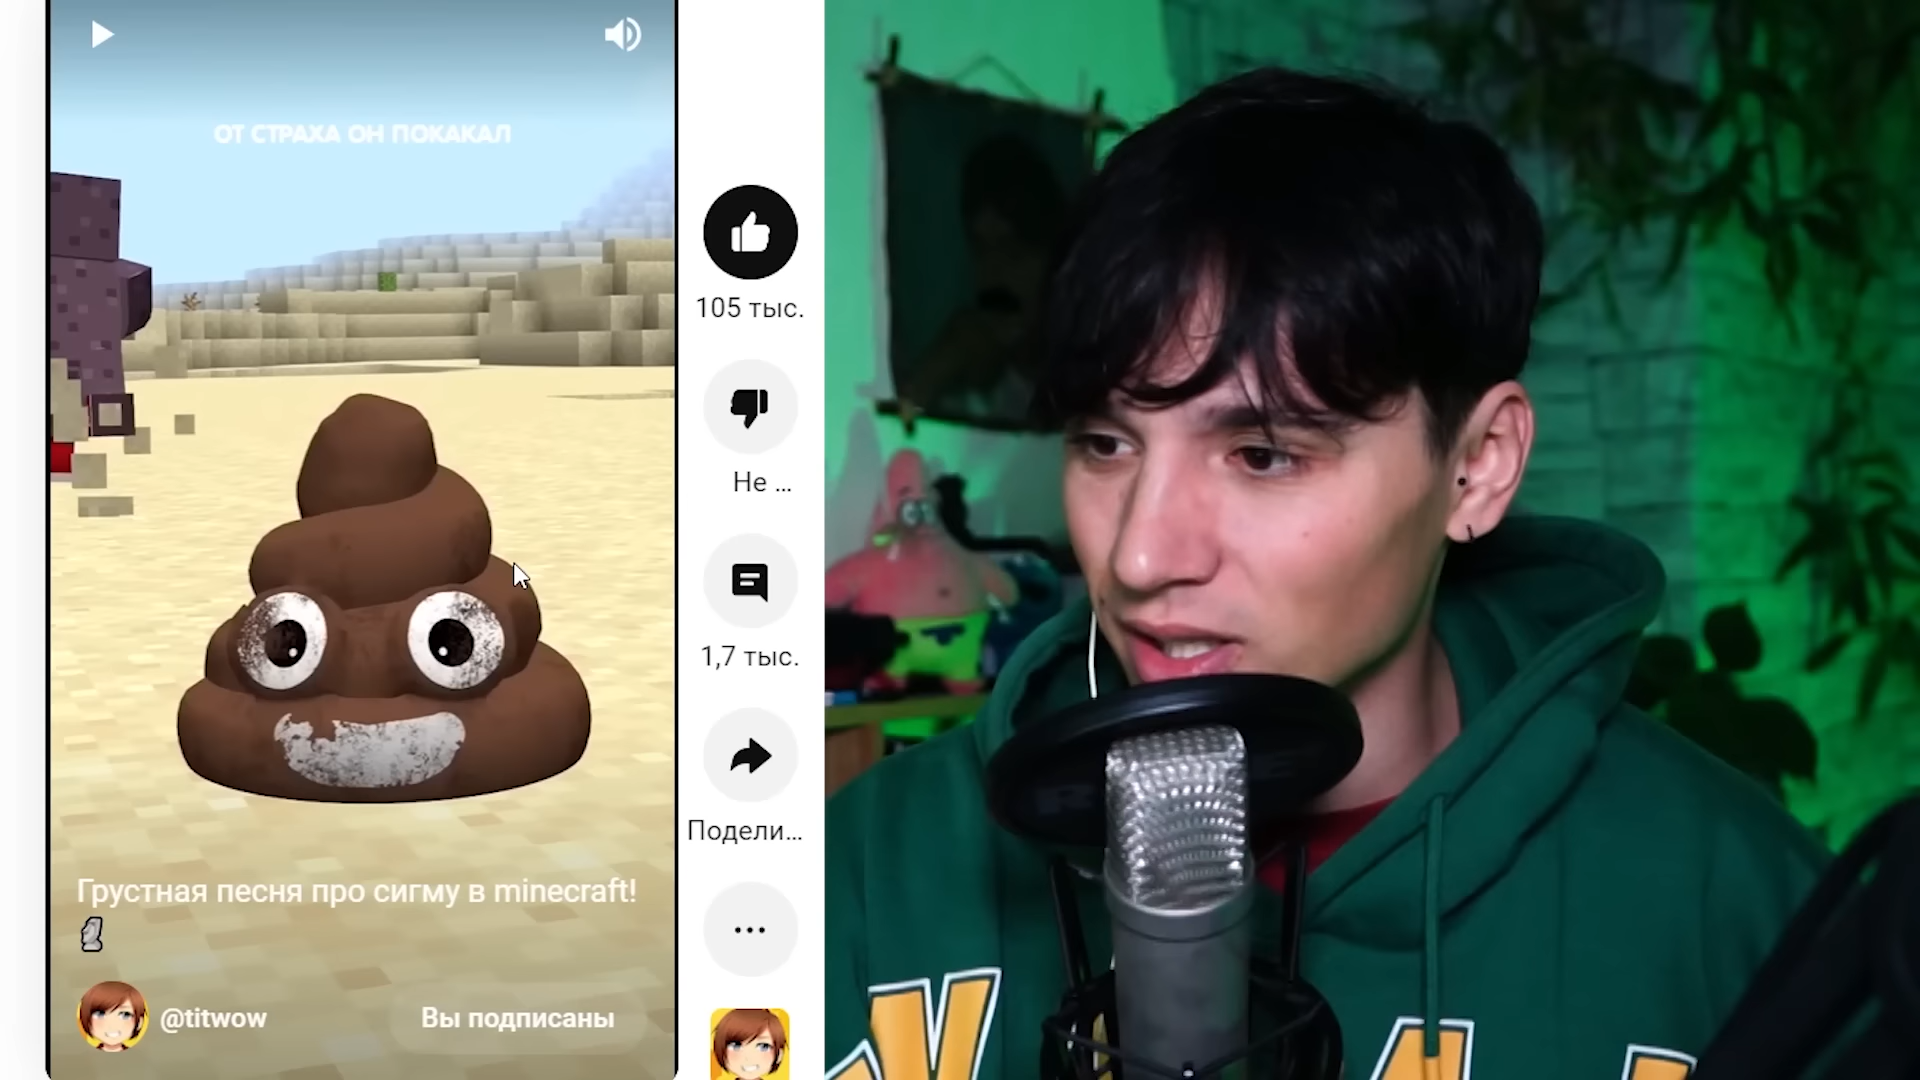 ОТ СТРАХА ОН ПОКАКАЛ
105 тыс.
Не ...
1,7 тыс.
Подели...
Грустная песня про сигму в minecraft!
@titwow
Вы подписаны